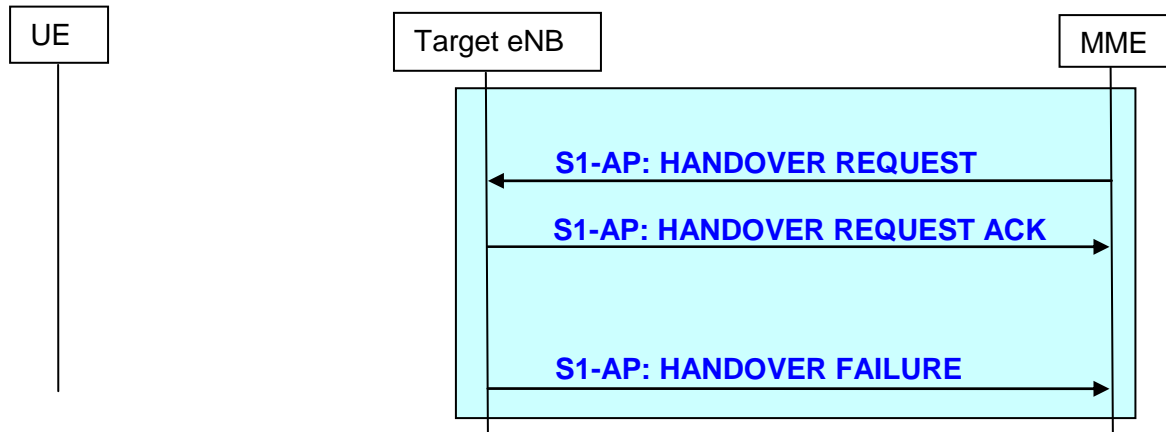 UE
Target eNB
MME
S1-AP: HANDOVER REQUEST
S1-AP: HANDOVER REQUEST ACK
S1-AP: HANDOVER FAILURE